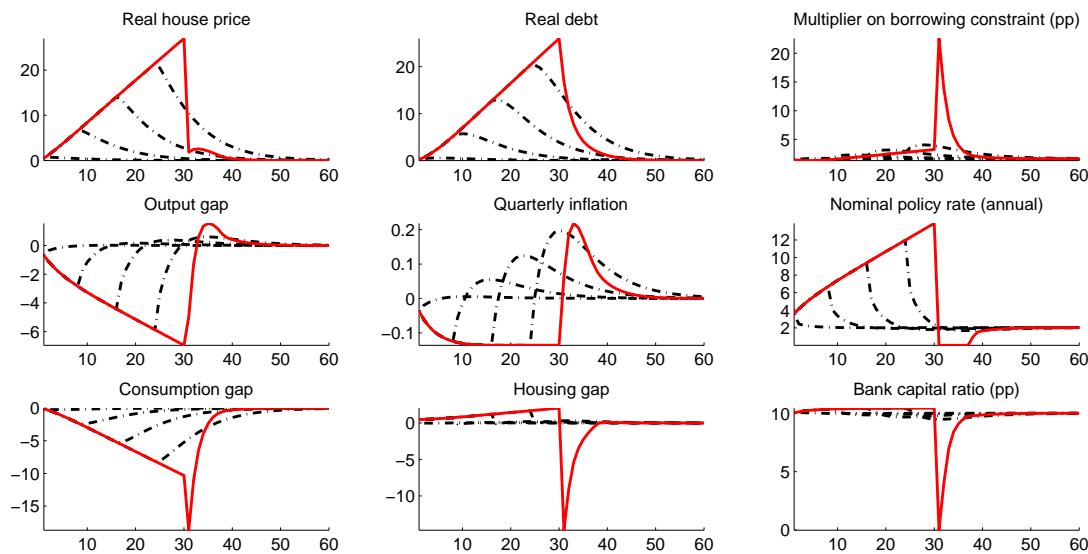 Real house price
Real debt
Multiplier on borrowing constraint (pp)
20
10
0
10 20 30 40 50 60
20
10
0
10 20 30 40 50 60
20
15
10
5
10 20 30 40 50 60
Output gap
Quarterly inflation
Nominal policy rate (annual)
0
−2
−4
−6
10 20 30 40 50 60
0.2
0.1
0
−0.1
10 20 30 40 50 60
12
10
8
6
4
2
10 20 30 40 50 60
Consumption gap
Housing gap
Bank capital ratio (pp)
0
−5
−10
−15
10 20 30 40 50 60
0
−5
−10
10 20 30 40 50 60
10
5
0
10 20 30 40 50 60